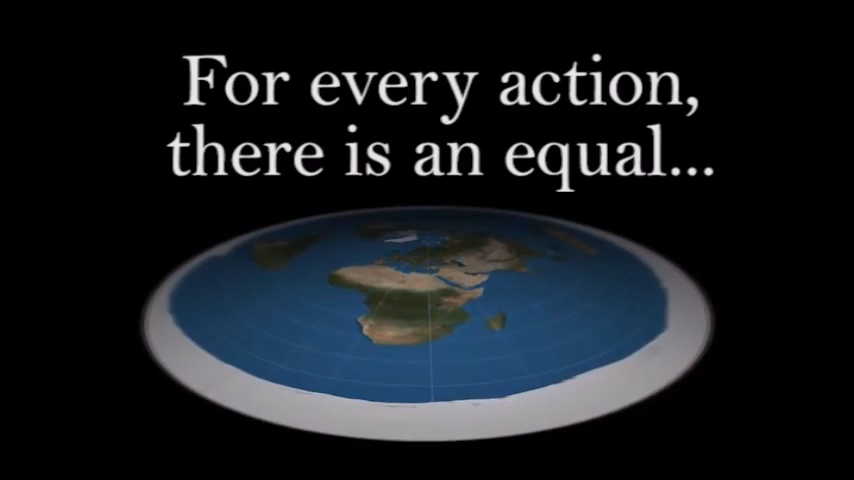 For every action,
there is an equal...